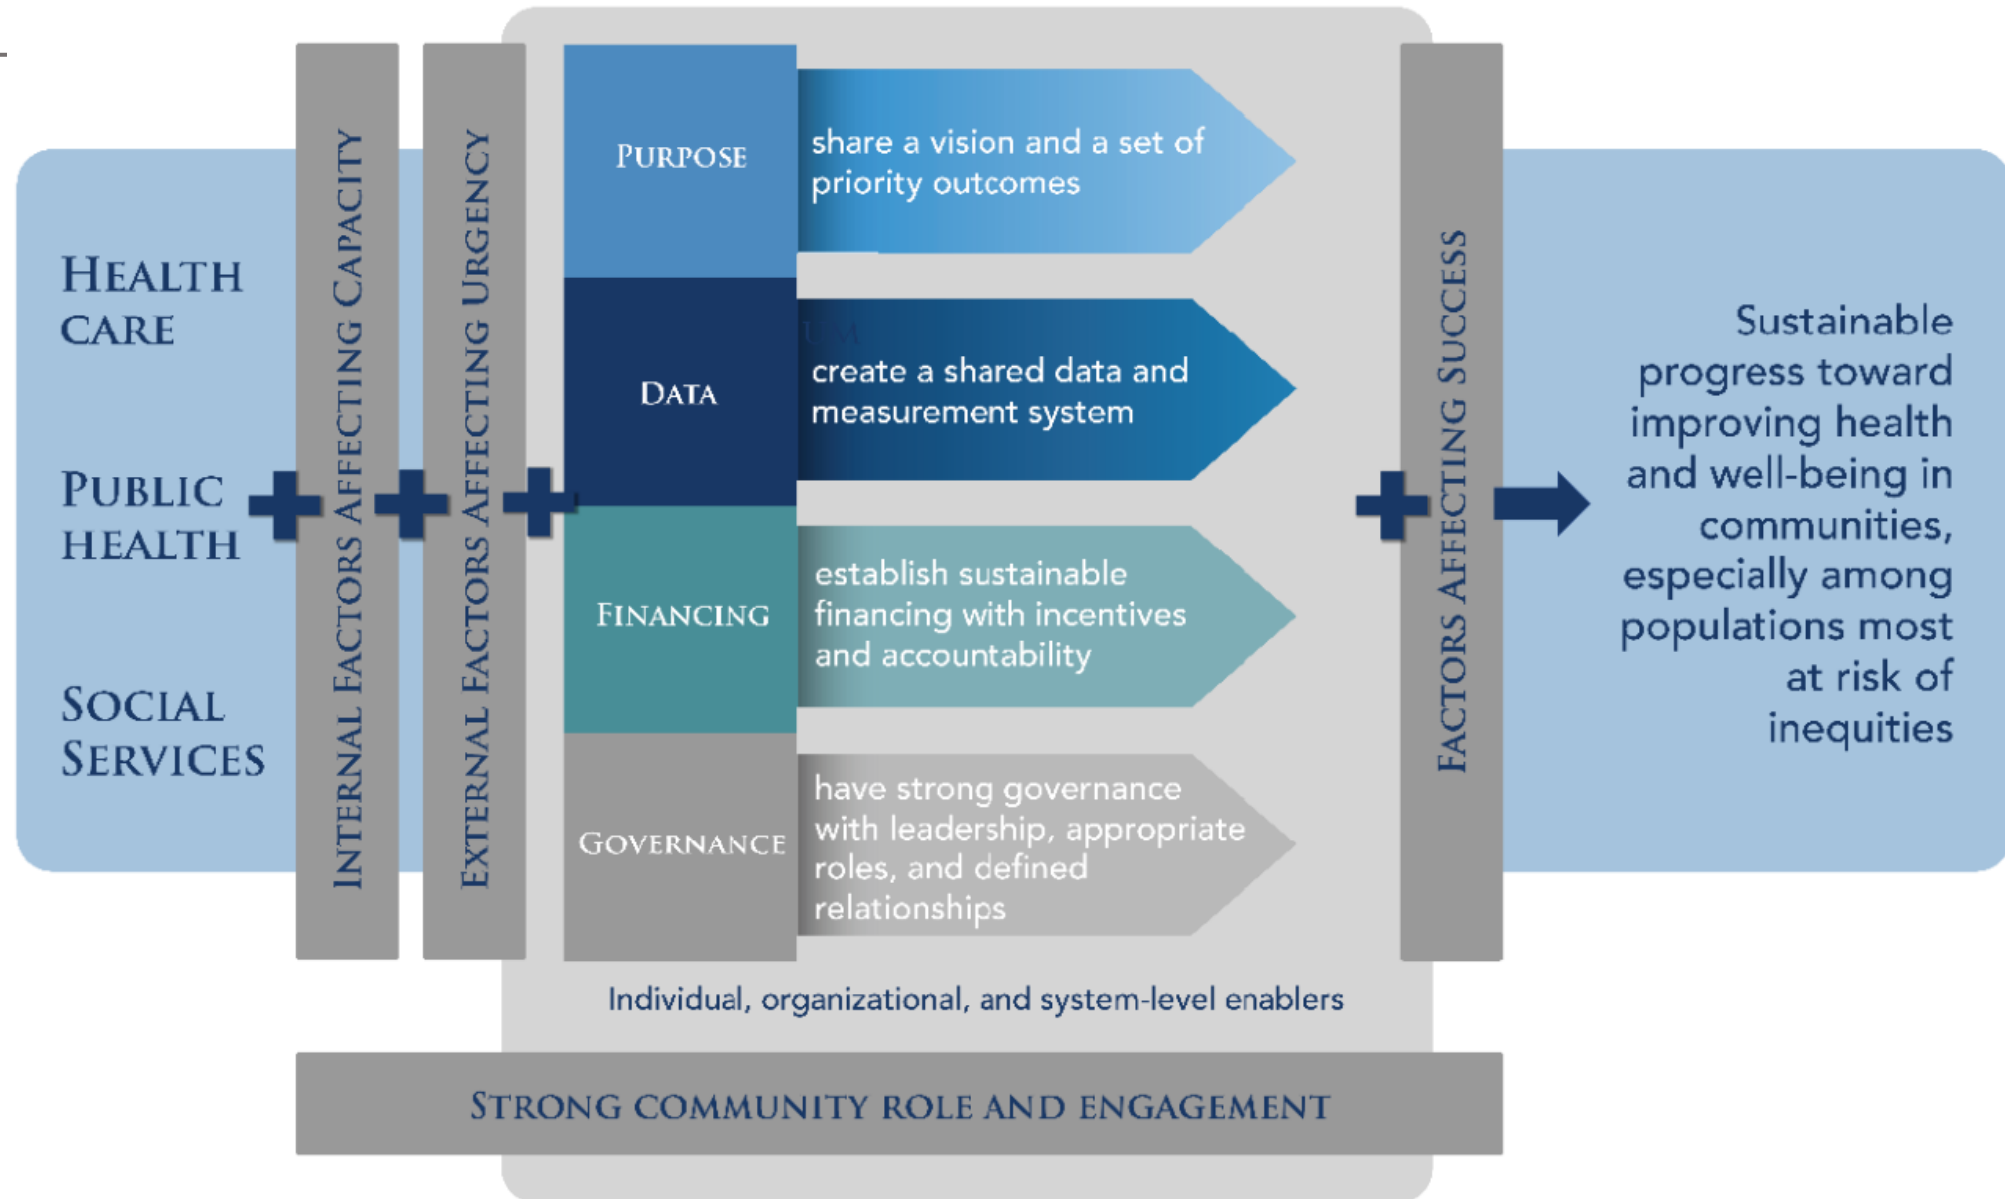 HEALTH
CARE
PUBLIC
HEALTH
SOCIAL
SERVICES
INTERNAL FACTORS AFFECTING CAPACITY
EXTERNAL FACTORS AFFECTING URGENCY
PURPOSE
share a vision and a set of
priority outcomes
DATA
UM
create a shared data and
measurement system
FINANCING
establish sustainable
financing with incentives
and accountability
GOVERNANCE
have strong governance
with leadership, appropriate
roles, and defined
relationships
Individual, organizational, and system-level enablers
FACTORS AFFECTING SUCCESS
Sustainable
progress toward
improving health
and well-being in
communities,
especially among
populations most
at risk of
inequities
STRONG COMMUNITY ROLE AND ENGAGEMENT